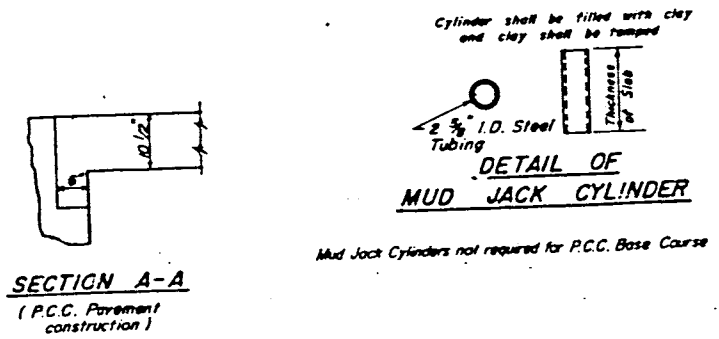 Cylinder shall be filled with clay
and clay shall be tamped
Thickness
of Slab
2 5/8" I.D. Steel
Tubing
DETAIL OF
MUD JACK CYLINDER
Mud Jack Cylinders not required for P.C.C. Base Course
10 1/2"
6"
SECTION A-A
(P.C.C. Pavement
construction)